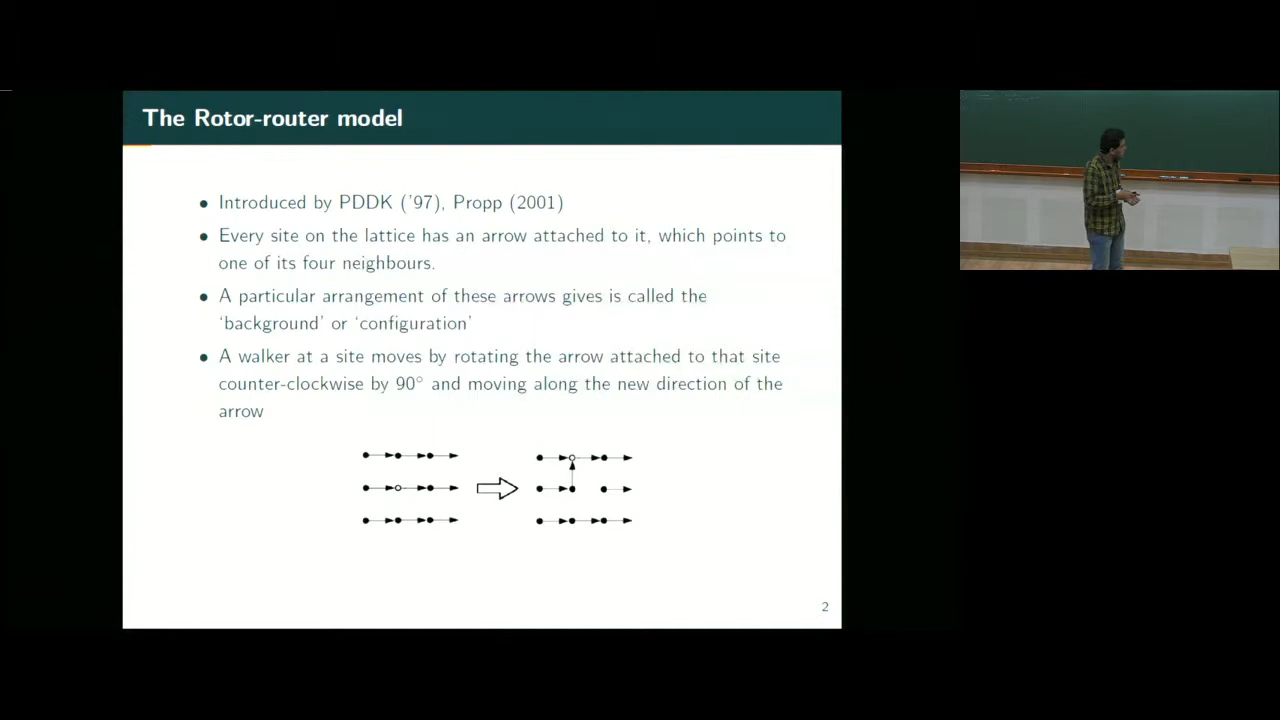 The Rotor-router model
• Introduced by PDDK ('97), Propp (2001)
• Every site on the lattice has an arrow attached to it, which points to
one of its four neighbours.
• A particular arrangement of these arrows gives is called the
'background' or 'configuration'
• A walker at a site moves by rotating the arrow attached to that site
counter-clockwise by 90° and moving along the new direction of the
arrow
2